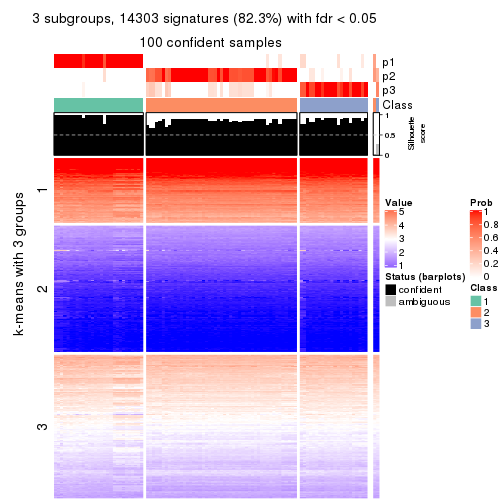 3 subgroups, 14303 signatures (82.3%) with fdr < 0.05
100 confident samples
p1
p2
p3
Class
1
0.5
0
Silhouette
score
k-means with 3 groups
1
2
3
Value
5
4
3
2
1
Status (barplots)
confident
ambiguous
Prob
1
0.8
0.6
0.4
0.2
0
Class
1
2
3